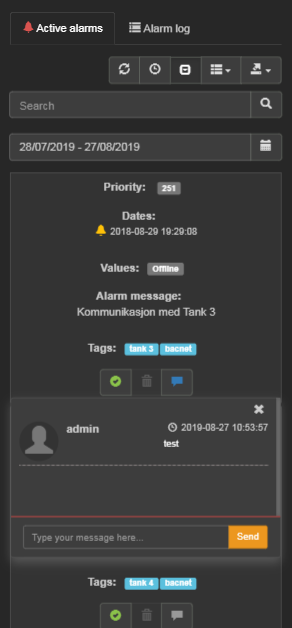 Active alarms
Alarm log
Search
28/07/2019 - 27/08/2019
Priority: 251
Dates:
2018-08-29 19:29:08
Values: Offline
Alarm message:
Kommunikasjon med Tank 3
Tags: tank 3 bacnet
admin
2019-08-27 10:53:57
test
Type your message here...
Send
Tags: tank 4 bacnet